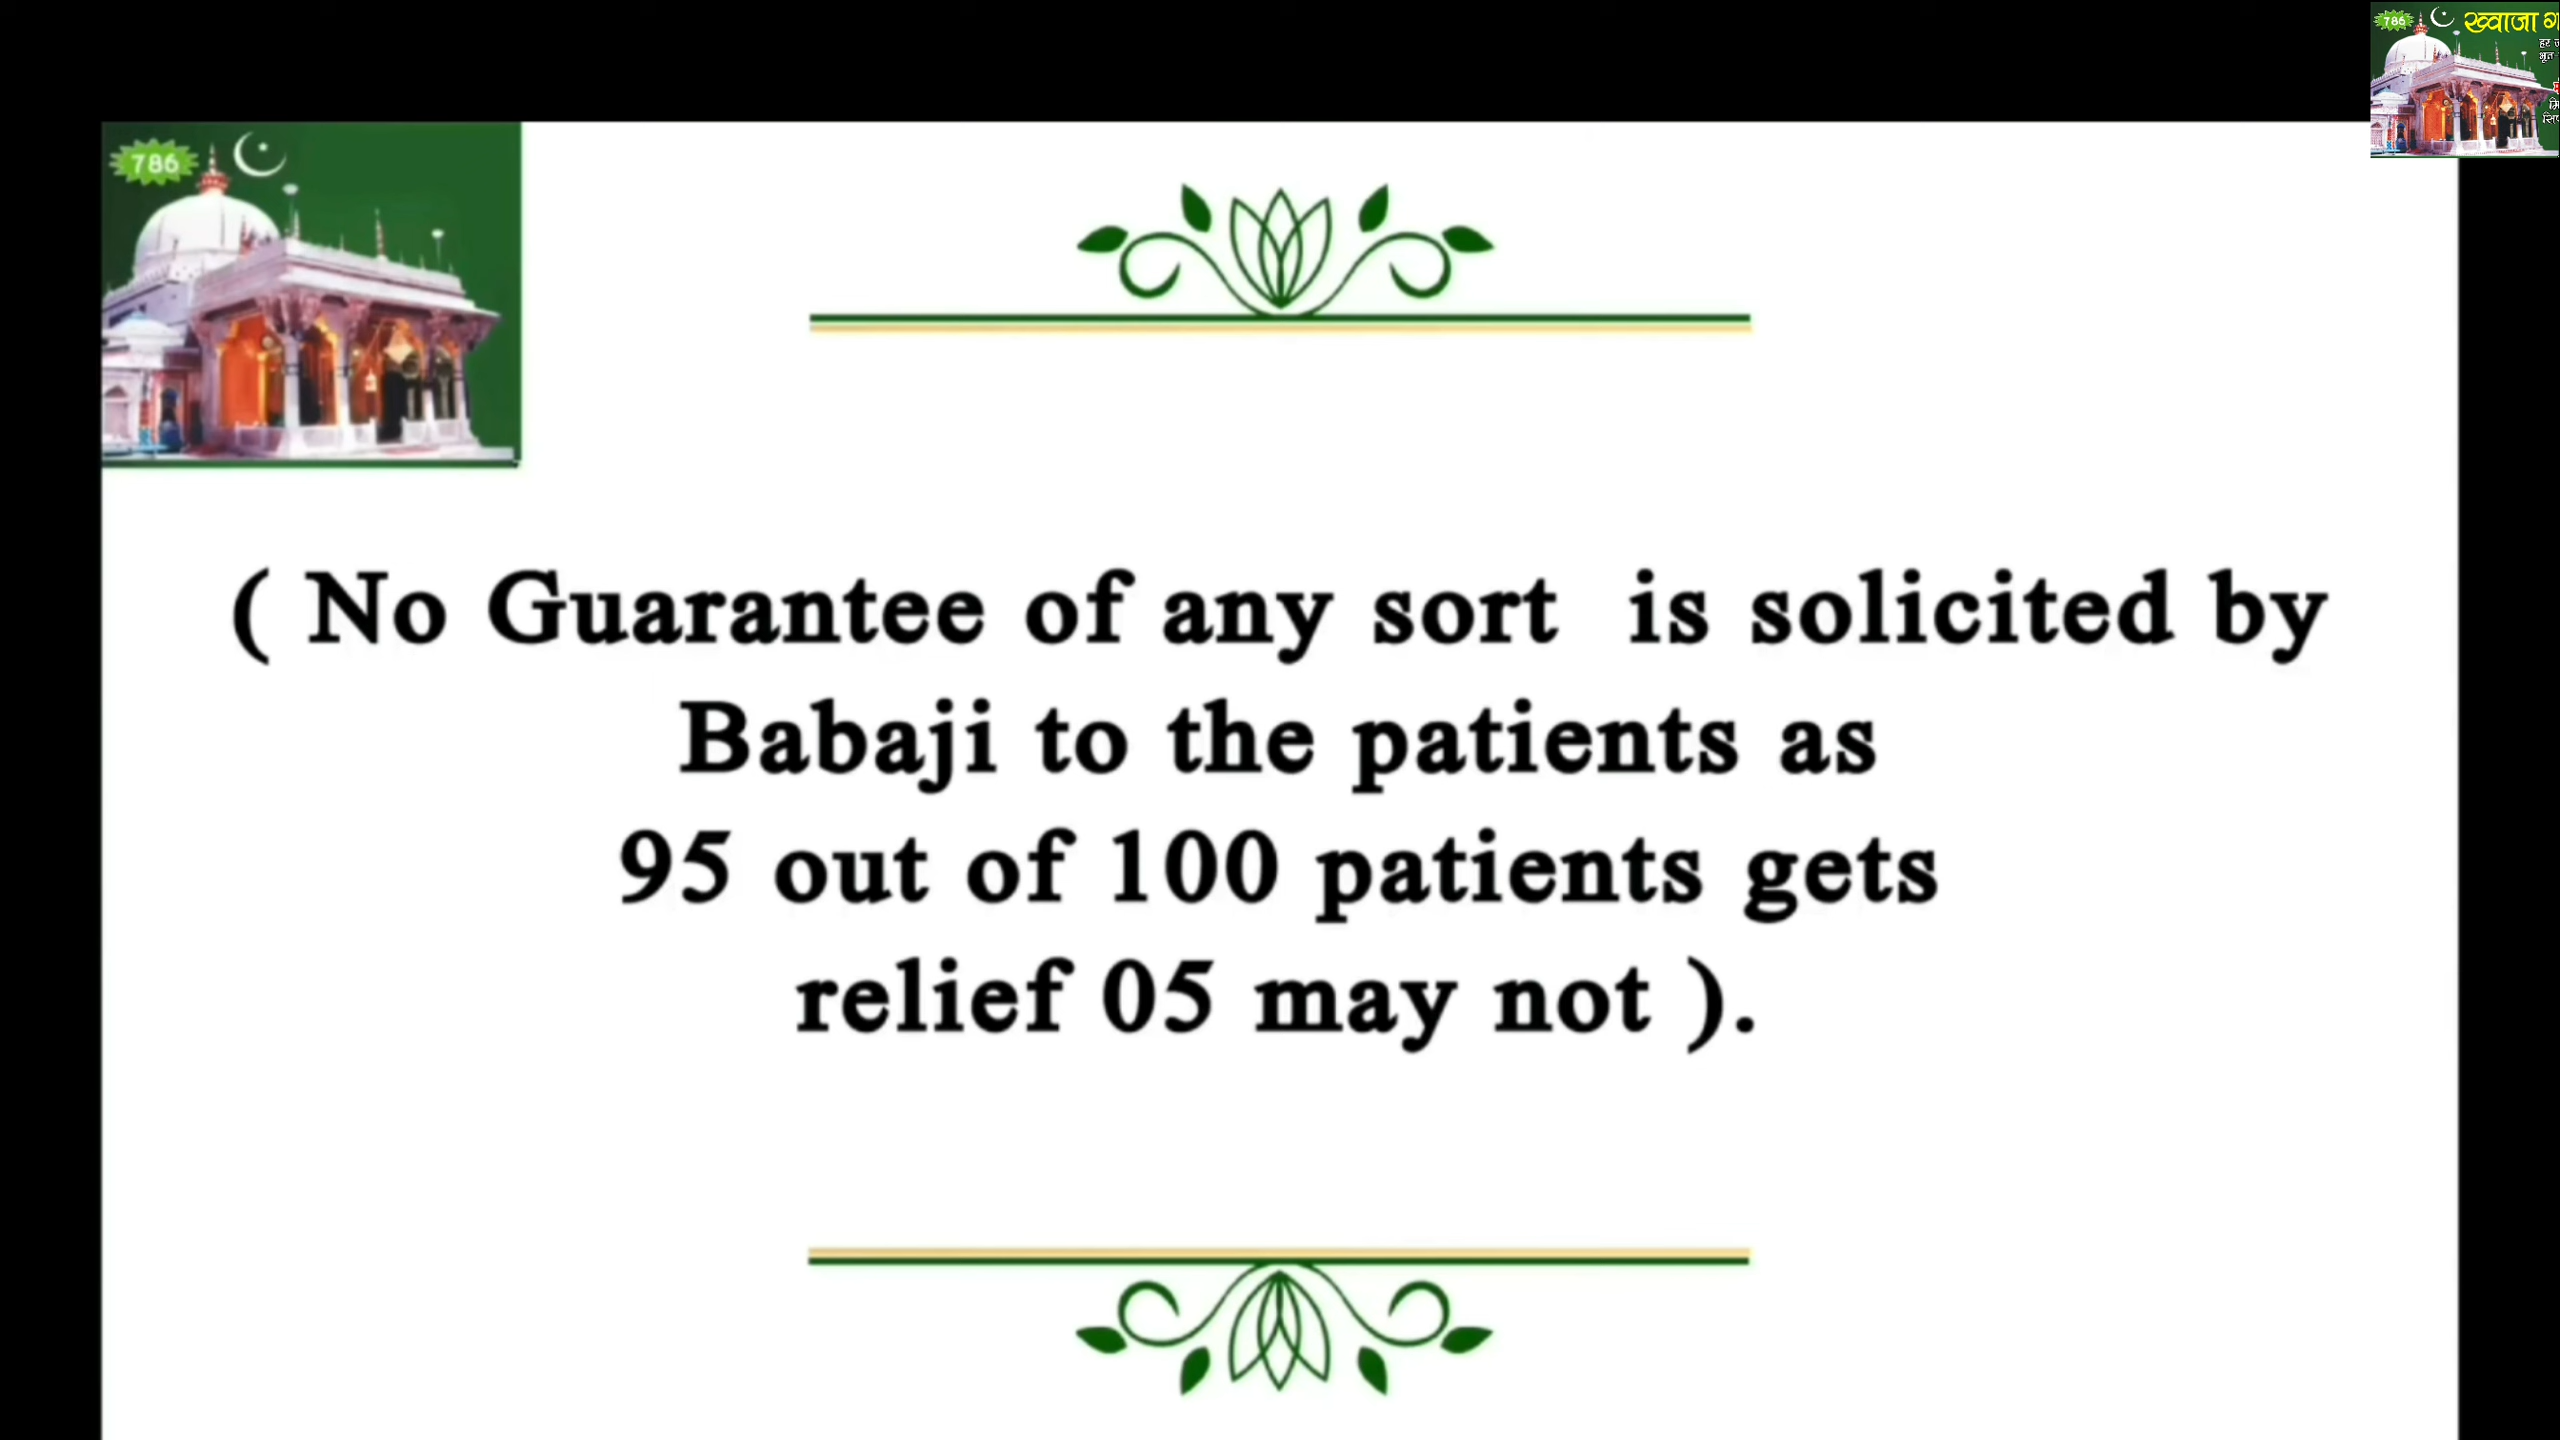 786
786
ख्वाजा
( No Guarantee of any sort is solicited by
Babaji to the patients as
95 out of 100 patients gets
relief 05 may not ).